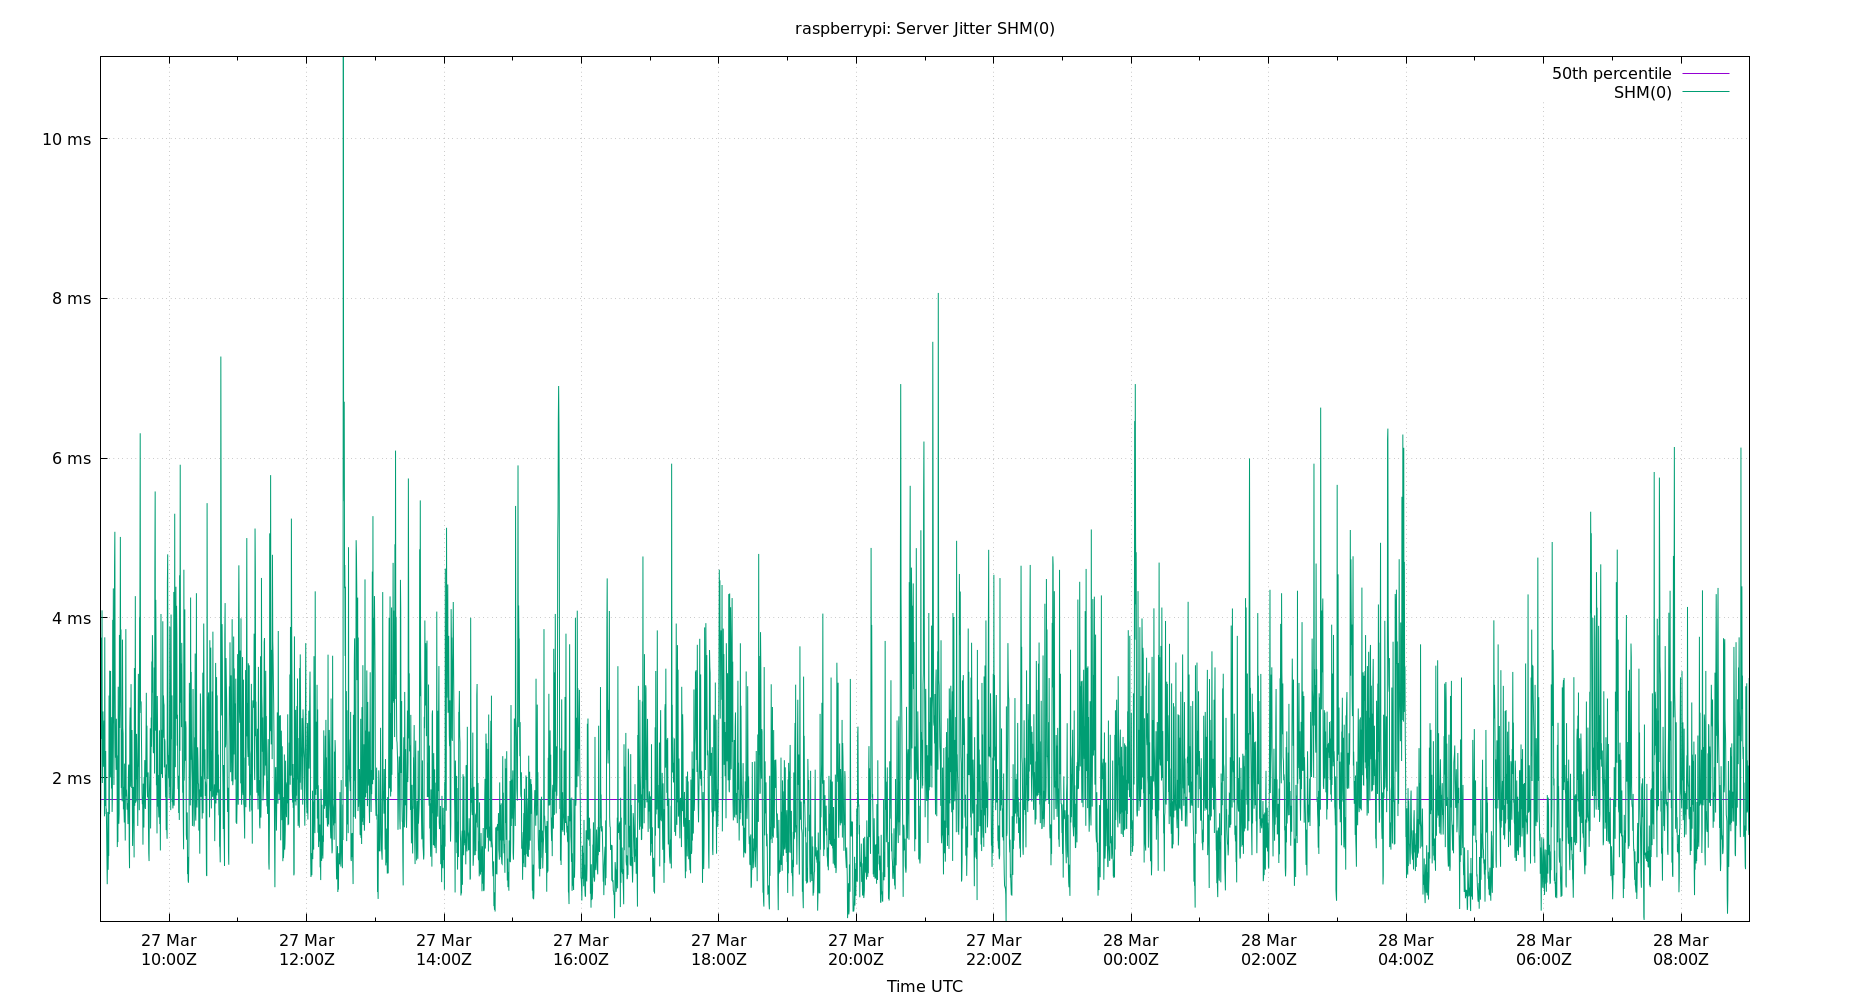 raspberrypi: Server Jitter SHM(0)
50th percentile
SHM(0)
10 ms
8 ms
6 ms
4 ms
2 ms
27 Mar 27 Mar 27 Mar 27 Mar 27 Mar 27 Mar 27 Mar 28 Mar 28 Mar 28 Mar 28 Mar 28 Mar
10:00Z 12:00Z 14:00Z 16:00Z 18:00Z 20:00Z 22:00Z 00:00Z 02:00Z 04:00Z 06:00Z 08:00Z
Time UTC